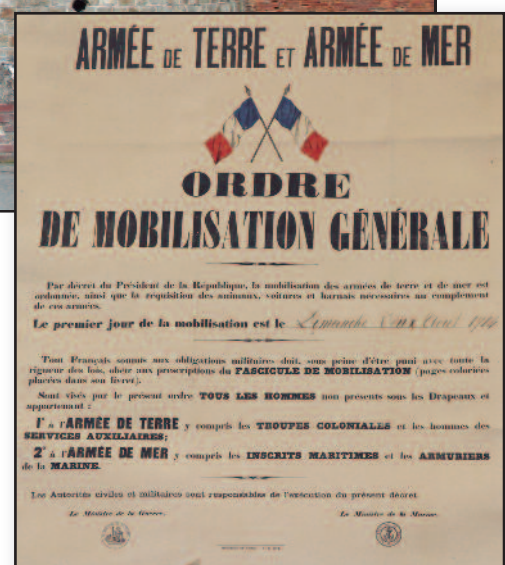 ARMÉE DE TERRE ET ARMÉE DE MER
ORDRE
DE MOBILISATION GÉNÉRALE
Par décret du Président de la République, la mobilisation des armées de terre et de mer est
ordonnée, ainsi que la réquisition des animaux, voitures et harnais nécessaires au complément
de ces armées.
Le premier jour de la mobilisation est le Dimanche deux Août 1914
Tout Français soumis aux obligations militaires doit, sous peine d'être puni avec toute la
rigueur des lois, obéir aux prescriptions du FASCICULE DE MOBILISATION (pages coloriées
placées dans son livret).
Sont visés par le présent ordre TOUS LES HOMMES non présents sous les Drapeaux et
appartenant :
1° à l'ARMÉE DE TERRE y compris les TROUPES COLONIALES et les hommes des
SERVICES AUXILIAIRES;
2° à l'ARMÉE DE MER y compris les INSCRITS MARITIMES et les ARMURIERS
de la MARINE.
Les Autorités civiles et militaires sont responsables de l'exécution du présent décret.
Le Ministre de la Guerre, Le Ministre de la Marine,